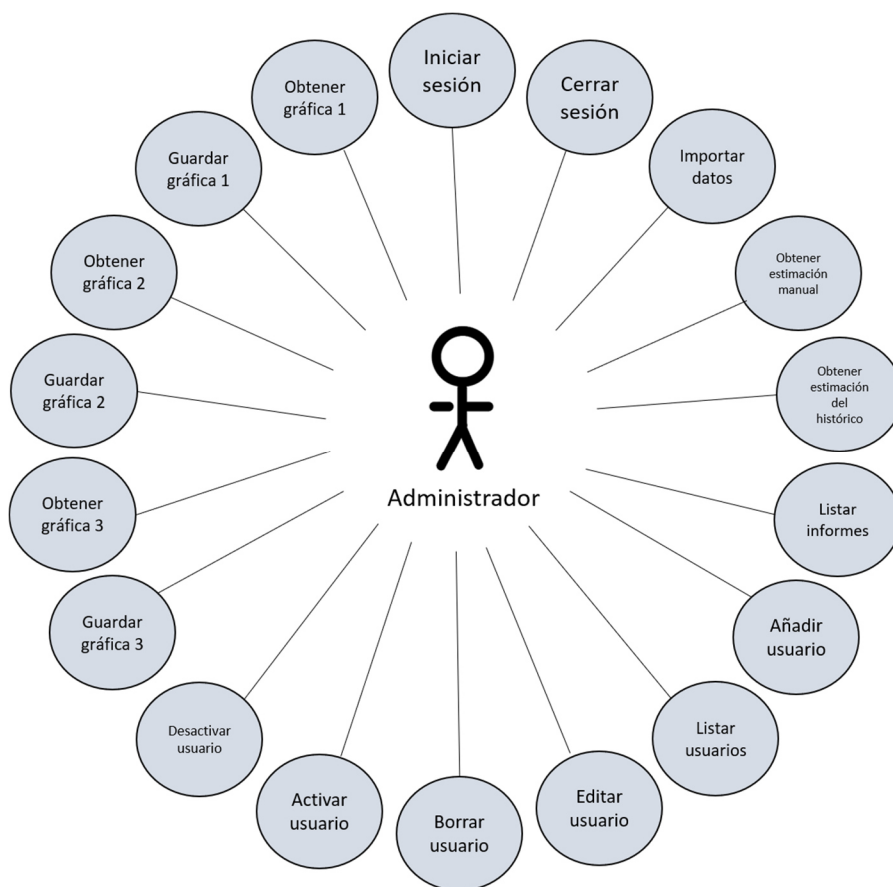 Iniciar
sesión
Cerrar
sesión
Importar
datos
Obtener
estimación
manual
Obtener
estimación
del
histórico
Listar
informes
Añadir
usuario
Listar
usuarios
Editar
usuario
Borrar
usuario
Activar
usuario
Desactivar
usuario
Guardar
gráfica 3
Obtener
gráfica 3
Guardar
gráfica 2
Obtener
gráfica 2
Guardar
gráfica 1
Obtener
gráfica 1
Administrador